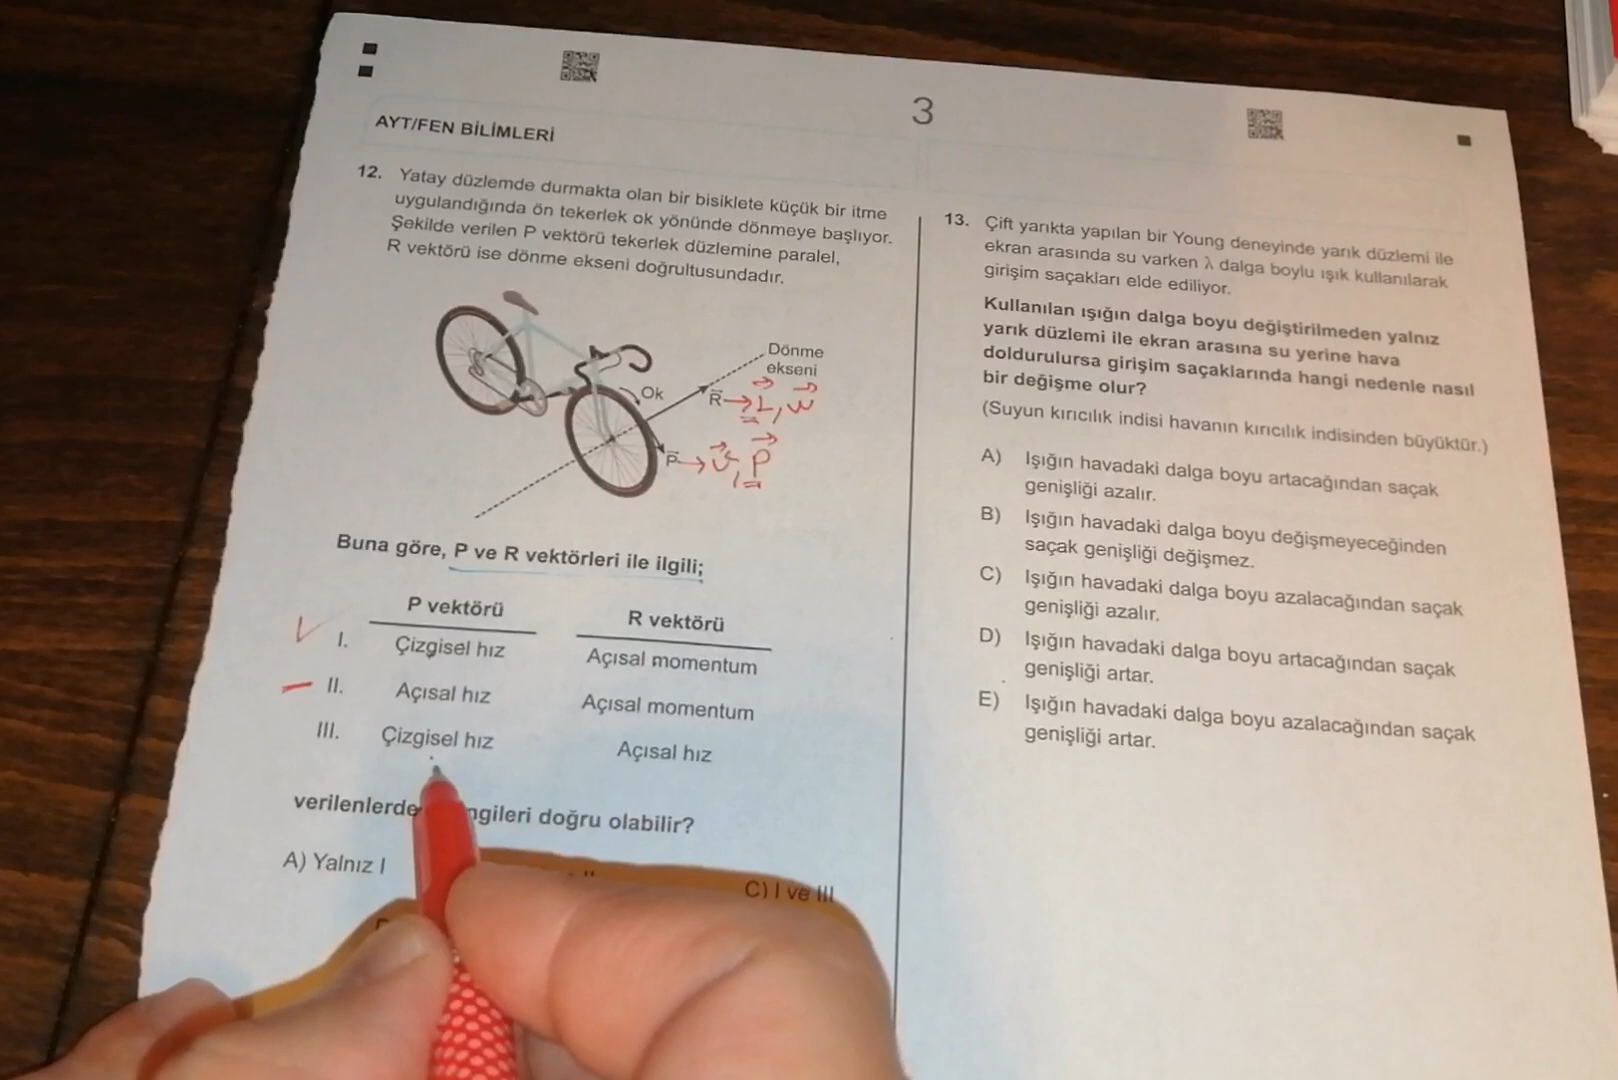 3
AYT/FEN BİLİMLERİ
12. Yatay düzlemde durmakta olan bir bisiklete küçük bir itme
uygulandığında ön tekerlek ok yönünde dönmeye başlıyor.
Şekilde verilen P vektörü tekerlek düzlemine paralel,
R vektörü ise dönme ekseni doğrultusundadır.
Dönme
ekseni
Ok
R → L, w
P → v, P
Buna göre, P ve R vektörleri ile ilgili;
P vektörü R vektörü
I. Çizgisel hız Açısal momentum
II. Açısal hız Açısal momentum
III. Çizgisel hız Açısal hız
verilenlerde ngileri doğru olabilir?
A) Yalnız I
C) I ve III
13. Çift yarıkta yapılan bir Young deneyinde yarık düzlemi ile
ekran arasında su varken λ dalga boylu ışık kullanılarak
girişim saçakları elde ediliyor.
Kullanılan ışığın dalga boyu değiştirilmeden yalnız
yarık düzlemi ile ekran arasına su yerine hava
doldurulursa girişim saçaklarında hangi nedenle nasıl
bir değişme olur?
(Suyun kırıcılık indisi havanın kırıcılık indisinden büyüktür.)
A) Işığın havadaki dalga boyu artacağından saçak
genişliği azalır.
B) Işığın havadaki dalga boyu değişmeyeceğinden
saçak genişliği değişmez.
C) Işığın havadaki dalga boyu azalacağından saçak
genişliği azalır.
D) Işığın havadaki dalga boyu artacağından saçak
genişliği artar.
E) Işığın havadaki dalga boyu azalacağından saçak
genişliği artar.